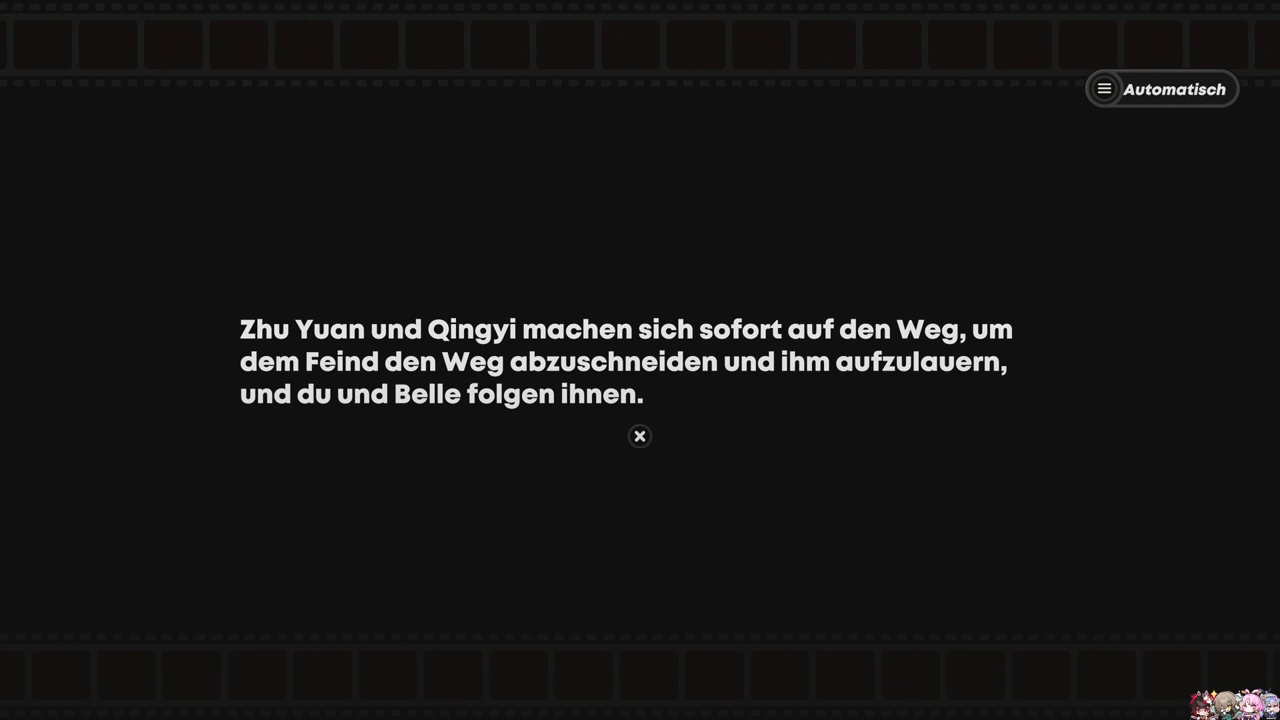 Automatisch
Zhu Yuan und Qingyi machen sich sofort auf den Weg, um
dem Feind den Weg abzuschneiden und ihm aufzulauern,
und du und Belle folgen ihnen.